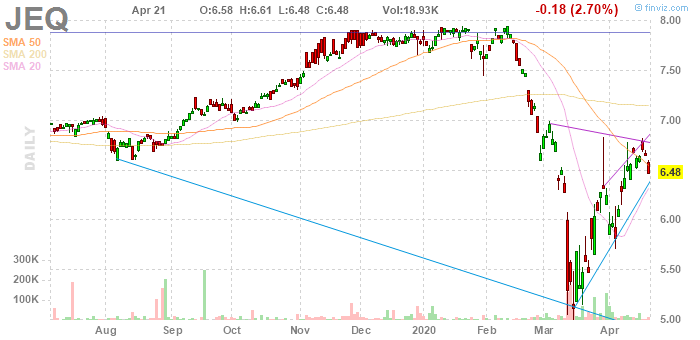 JEQ
Apr 21 O:6.58 H:6.61 L:6.48 C:6.48 Vol:18.93K -0.18 (2.70%)
© finviz.com
SMA 50
SMA 200
SMA 20
DAILY
8.00
7.50
7.00
6.48
6.00
5.50
5.00
300K
200K
100K
Aug Sep Oct Nov Dec 2020 Feb Mar Apr